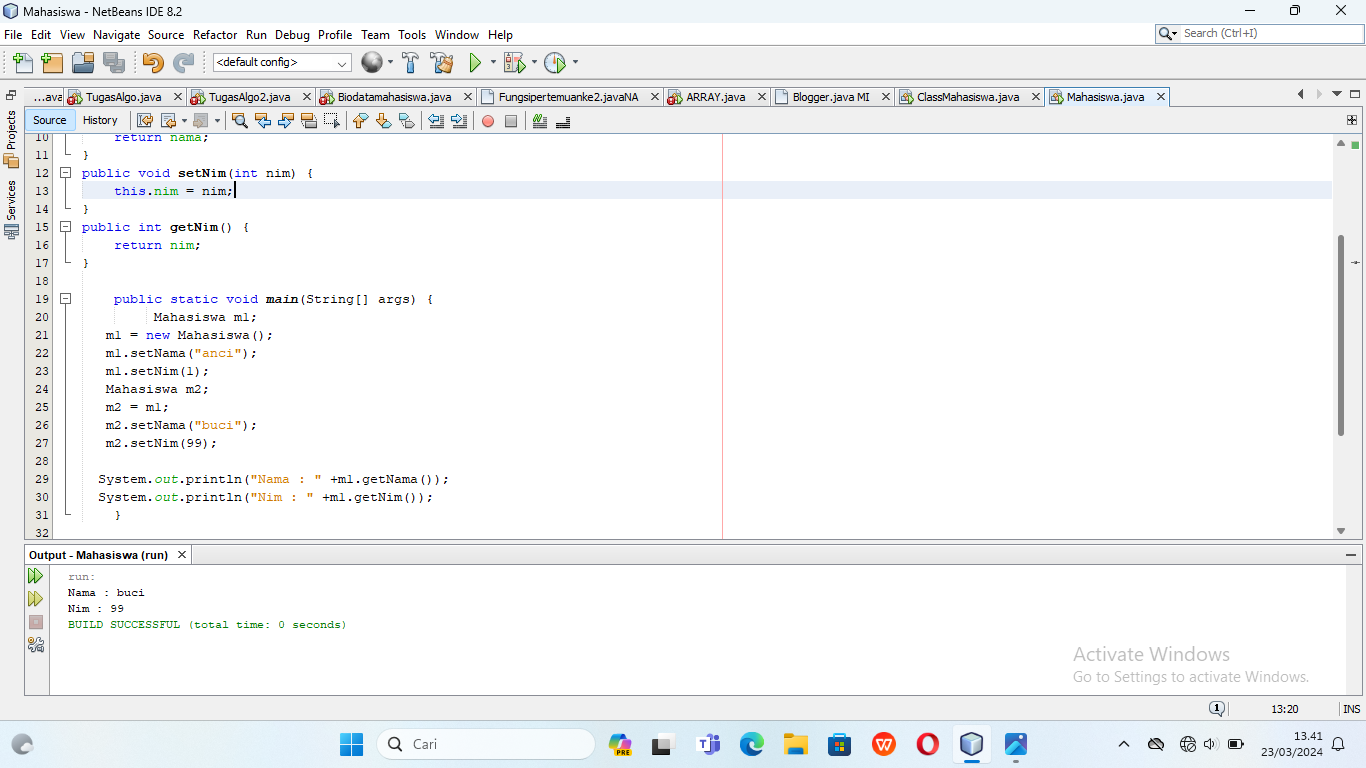 Mahasiswa - NetBeans IDE 8.2
File Edit View Navigate Source Refactor Run Debug Profile Team Tools Window Help
Search (Ctrl+I)
<default config>
...ava TugasAlgo.java TugasAlgo2.java Biodatamahasiswa.java Fungsipertemuanke2.javaNA ARRAY.java Blogger.java MI ClassMahasiswa.java Mahasiswa.java
Projects
Services
Source History
10 return nama;
11 }
12 public void setNim(int nim) {
13 this.nim = nim;
14 }
15 public int getNim() {
16 return nim;
17 }
18
19 public static void main(String[] args) {
20 Mahasiswa m1;
21 m1 = new Mahasiswa();
22 m1.setNama("anci");
23 m1.setNim(1);
24 Mahasiswa m2;
25 m2 = m1;
26 m2.setNama("buci");
27 m2.setNim(99);
28
29 System.out.println("Nama : " +m1.getNama());
30 System.out.println("Nim : " +m1.getNim());
31 }
32
Output - Mahasiswa (run)
run:
Nama : buci
Nim : 99
BUILD SUCCESSFUL (total time: 0 seconds)
Activate Windows
Go to Settings to activate Windows.
1 13:20 INS
Cari
PRE
13.41
23/03/2024